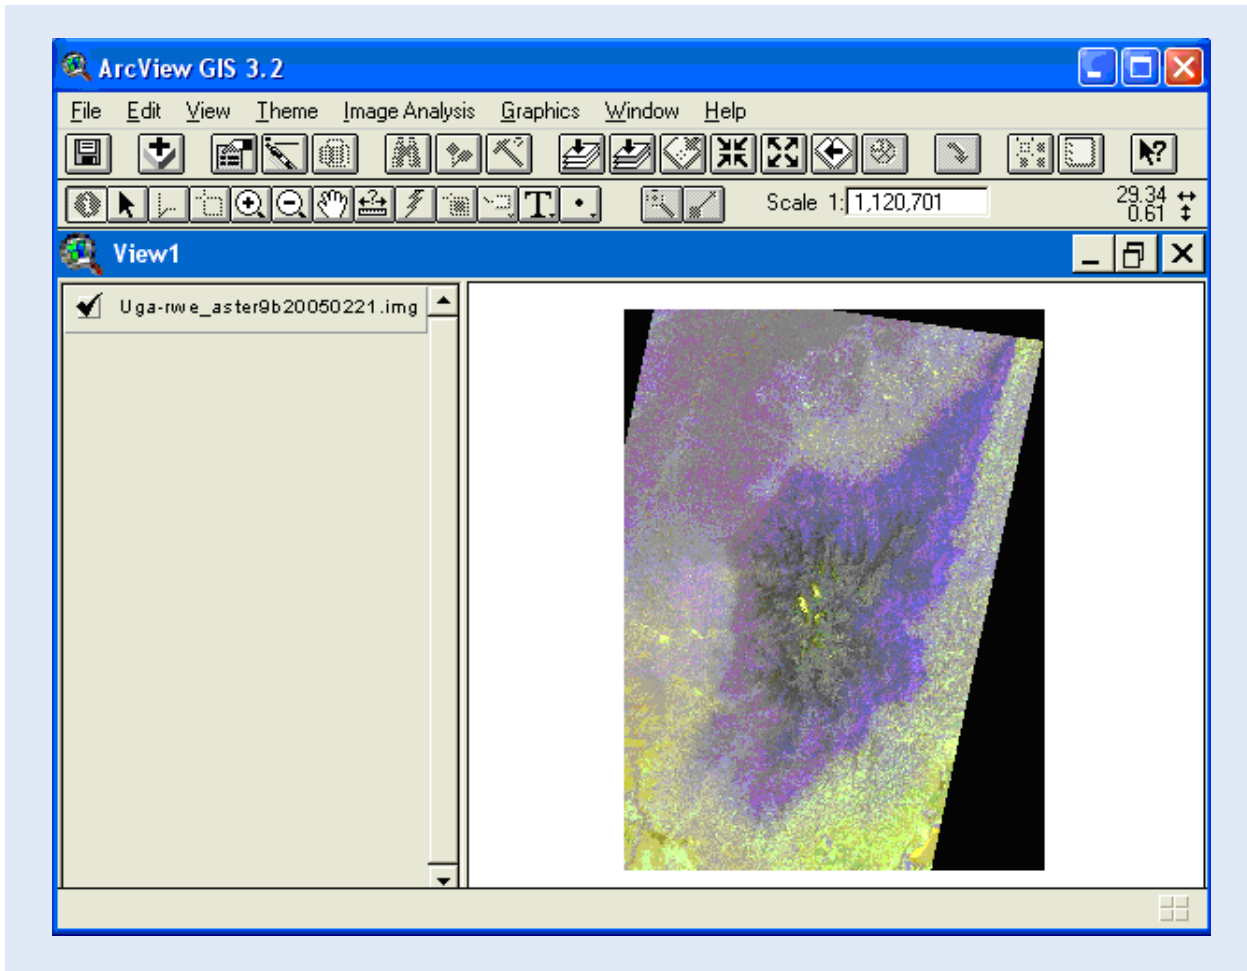 ArcView GIS 3.2
File Edit View Theme Image Analysis Graphics Window Help
T
Scale 1: 1,120,701
29.34
0.61
View1
Uga-rwe_aster9b20050221.img